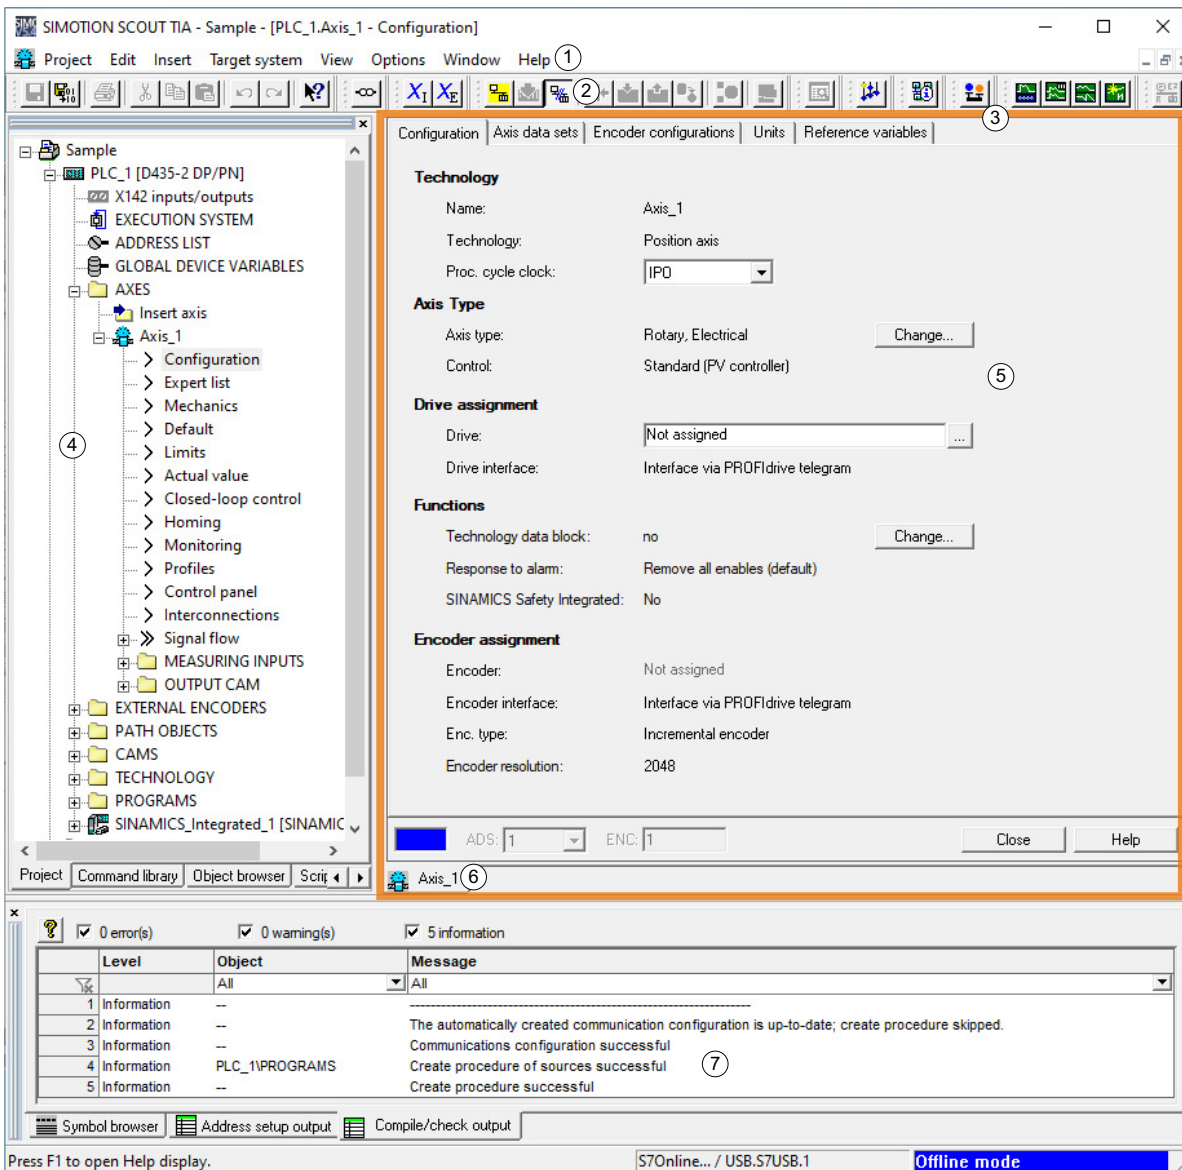 SIMOTION SCOUT TIA - Sample - [PLC_1.Axis_1 - Configuration]
Project Edit Insert Target system View Options Window Help 1
2
3
Sample
PLC_1 [D435-2 DP/PN]
X142 inputs/outputs
EXECUTION SYSTEM
ADDRESS LIST
GLOBAL DEVICE VARIABLES
AXES
Insert axis
Axis_1
Configuration
Expert list
Mechanics
Default
4
Limits
Actual value
Closed-loop control
Homing
Monitoring
Profiles
Control panel
Interconnections
Signal flow
MEASURING INPUTS
OUTPUT CAM
EXTERNAL ENCODERS
PATH OBJECTS
CAMS
TECHNOLOGY
PROGRAMS
SINAMICS_Integrated_1 [SINAMIC
Project Command library Object browser Scrip
Configuration Axis data sets Encoder configurations Units Reference variables
Technology
Name: Axis_1
Technology: Position axis
Proc. cycle clock: IPO
Axis Type
Axis type: Rotary, Electrical Change...
Control: Standard (PV controller)
5
Drive assignment
Drive: Not assigned ...
Drive interface: Interface via PROFIdrive telegram
Functions
Technology data block: no Change...
Response to alarm: Remove all enables (default)
SINAMICS Safety Integrated: No
Encoder assignment
Encoder: Not assigned
Encoder interface: Interface via PROFIdrive telegram
Enc. type: Incremental encoder
Encoder resolution: 2048
ADS: 1 ENC: 1 Close Help
Axis_1 6
0 error(s) 0 warning(s) 5 information
Level Object Message
All All
1 Information -- --------------------------------------------------------------------
2 Information -- The automatically created communication configuration is up-to-date; create procedure skipped.
3 Information -- Communications configuration successful
4 Information PLC_1\PROGRAMS Create procedure of sources successful
7
5 Information -- Create procedure successful
Symbol browser Address setup output Compile/check output
Press F1 to open Help display. S7Online... / USB.S7USB.1 Offline mode